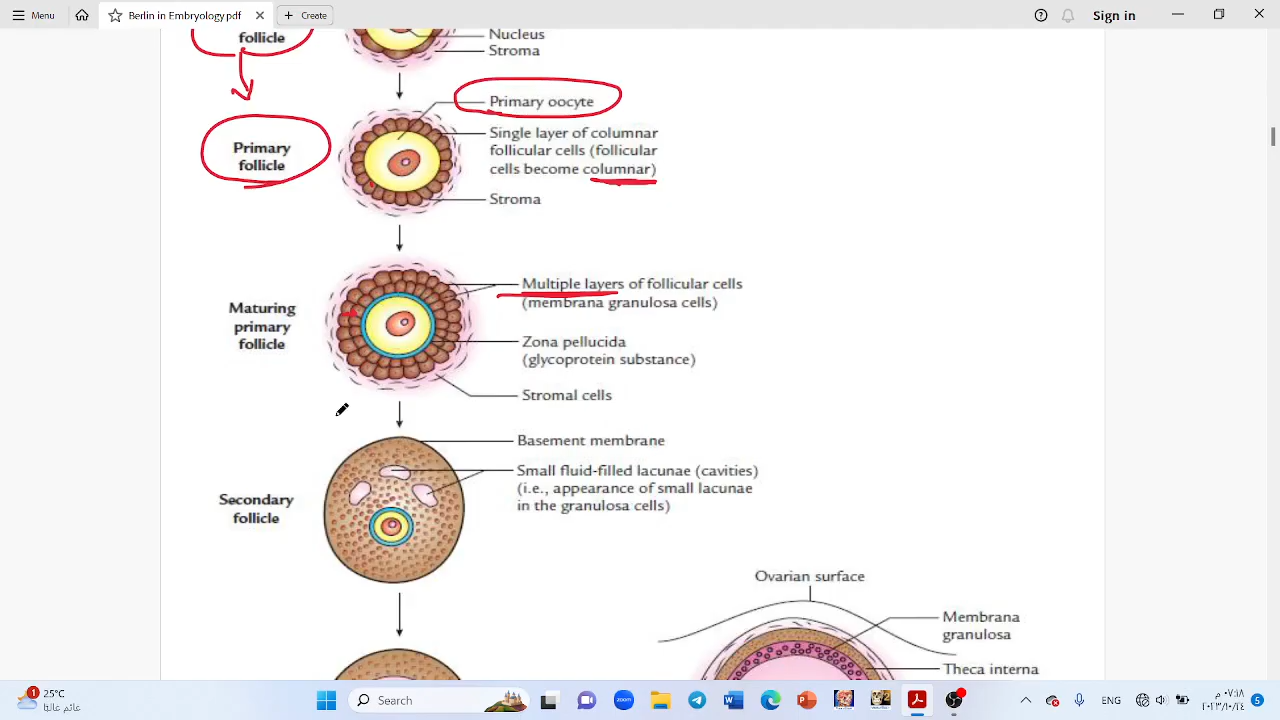 Menu
Berlin in Embryology.pdf
Create
Sign in
follicle
Nucleus
Stroma
Primary oocyte
Single layer of columnar
follicular cells (follicular
cells become columnar)
Primary
follicle
Stroma
Multiple layers of follicular cells
(membrana granulosa cells)
Maturing
primary
follicle
Zona pellucida
(glycoprotein substance)
Stromal cells
Basement membrane
Small fluid-filled lacunae (cavities)
(i.e., appearance of small lacunae
in the granulosa cells)
Secondary
follicle
Ovarian surface
Membrana
granulosa
Theca interna
1
25°C
Search
zoom
W
P
5